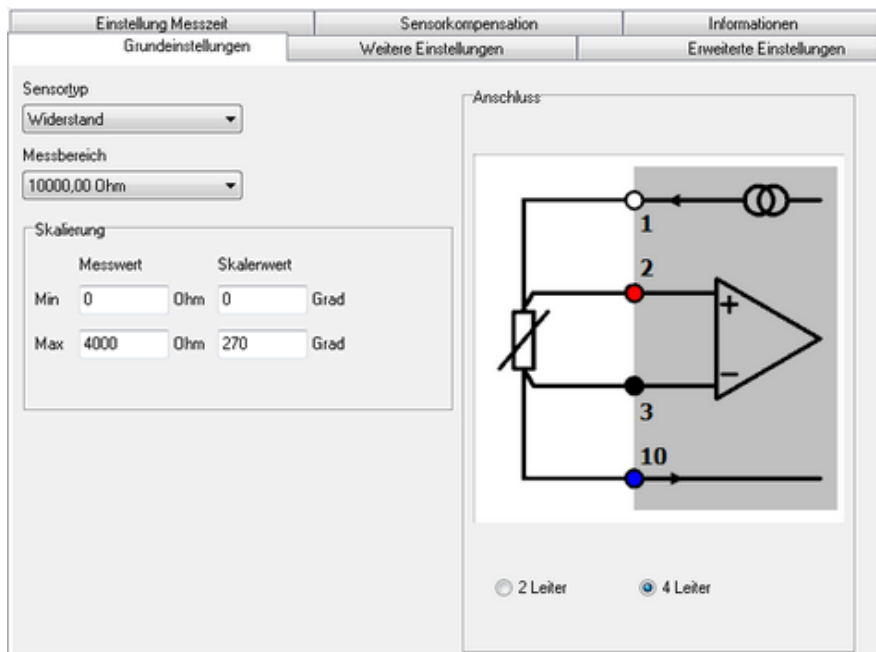 Einstellung Messzeit Sensorkompensation Informationen
Grundeinstellungen Weitere Einstellungen Erweiterte Einstellungen
Sensortyp
Widerstand
Messbereich
10000,00 Ohm
Skalierung
Messwert Skalenwert
Min 0 Ohm 0 Grad
Max 4000 Ohm 270 Grad
Anschluss
1
2
+
−
3
10
2 Leiter 4 Leiter